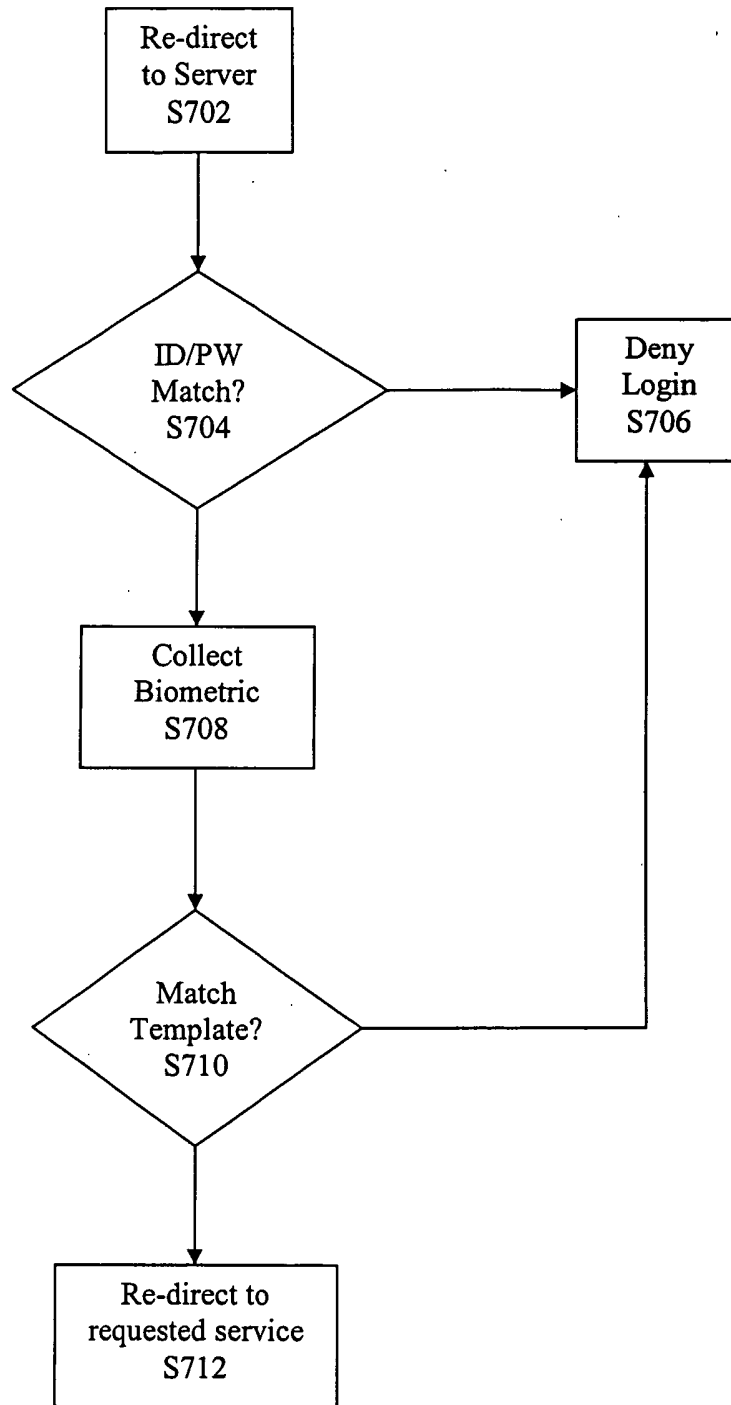 Re-direct
to Server
S702
ID/PW
Match?
S704
Deny
Login
S706
Collect
Biometric
S708
Match
Template?
S710
Re-direct to
requested service
S712